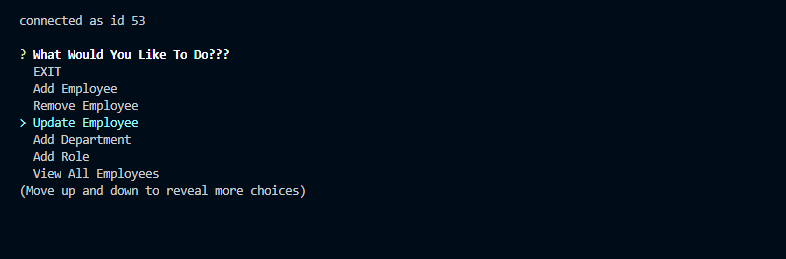 connected as id 53
? What Would You Like To Do???
EXIT
Add Employee
Remove Employee
> Update Employee
Add Department
Add Role
View All Employees
(Move up and down to reveal more choices)